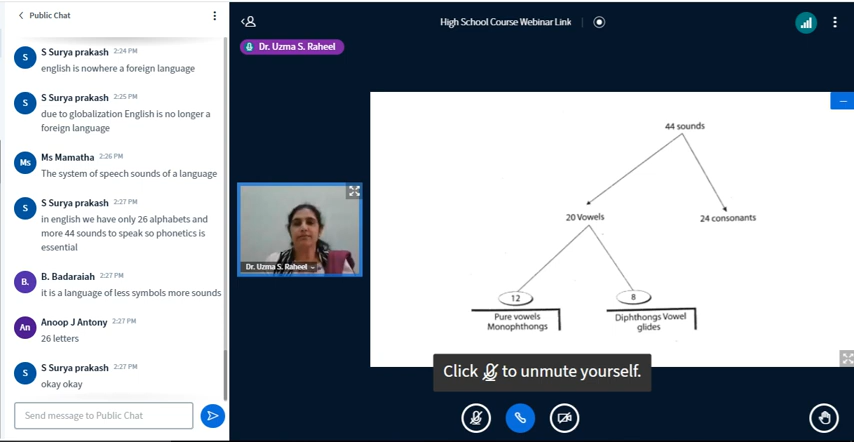 Public Chat
S
S Surya prakash 2:24 PM
english is nowhere a foreign language
S
S Surya prakash 2:25 PM
due to globalization English is no longer a
foreign language
Ms
Ms Mamatha 2:26 PM
The system of speech sounds of a language
S
S Surya prakash 2:27 PM
in english we have only 26 alphabets and
more 44 sounds to speak so phonetics is
essential
B.
B. Badaraiah 2:27 PM
it is a language of less symbols more sounds
An
Anoop J Antony 2:27 PM
26 letters
S
S Surya prakash 2:27 PM
okay okay
Send message to Public Chat
High School Course Webinar Link
Dr. Uzma S. Raheel
Dr. Uzma S. Raheel
44 sounds
20 Vowels
24 consonants
12
8
Pure vowels
Monophthongs
Diphthongs Vowel
glides
Click to unmute yourself.